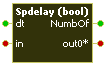 Spdelay (bool)
dt NumbOf
in out0*